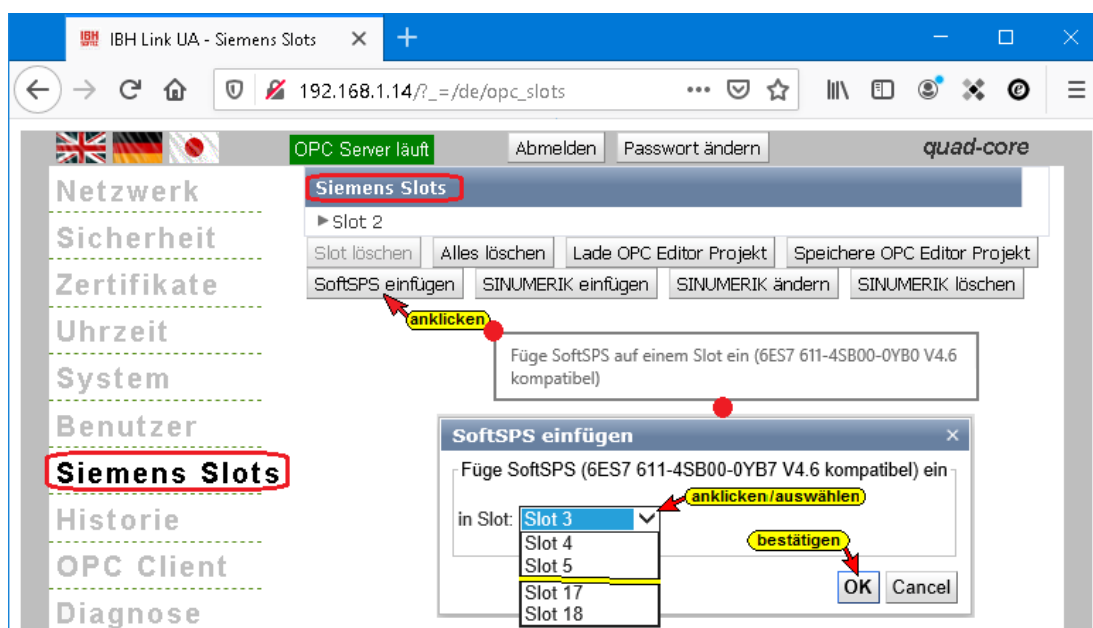 IBH SOFTEC IBH Link UA - Siemens Slots
192.168.1.14/?_=/de/opc_slots
OPC Server läuft Abmelden Passwort ändern quad-core
Netzwerk
Sicherheit
Zertifikate
Uhrzeit
System
Benutzer
Siemens Slots
Historie
OPC Client
Diagnose
Siemens Slots
Slot 2
Slot löschen Alles löschen Lade OPC Editor Projekt Speichere OPC Editor Projekt
SoftSPS einfügen SINUMERIK einfügen SINUMERIK ändern SINUMERIK löschen
anklicken
Füge SoftSPS auf einem Slot ein (6ES7 611-4SB00-0YB0 V4.6
kompatibel)
SoftSPS einfügen
Füge SoftSPS (6ES7 611-4SB00-0YB7 V4.6 kompatibel) ein
anklicken/auswählen
in Slot: Slot 3
Slot 4
Slot 5
Slot 17
Slot 18
bestätigen
OK Cancel